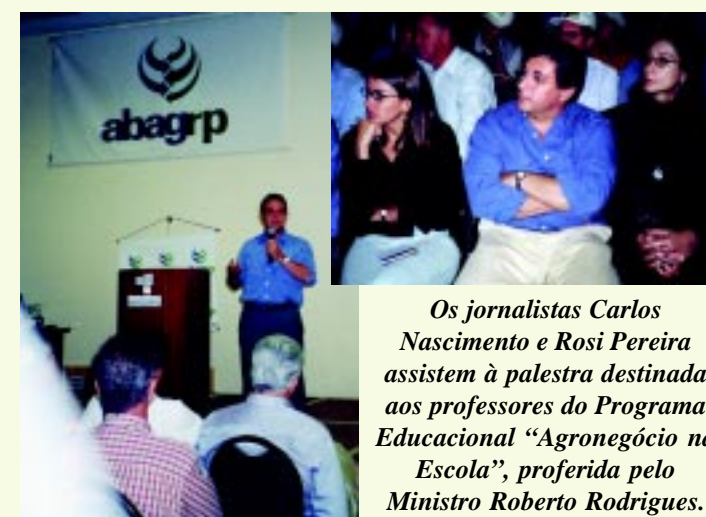 abagrp
Os jornalistas Carlos
Nascimento e Rosi Pereira
assistem à palestra destinada
aos professores do Programa
Educacional “Agronegócio na
Escola”, proferida pelo
Ministro Roberto Rodrigues.